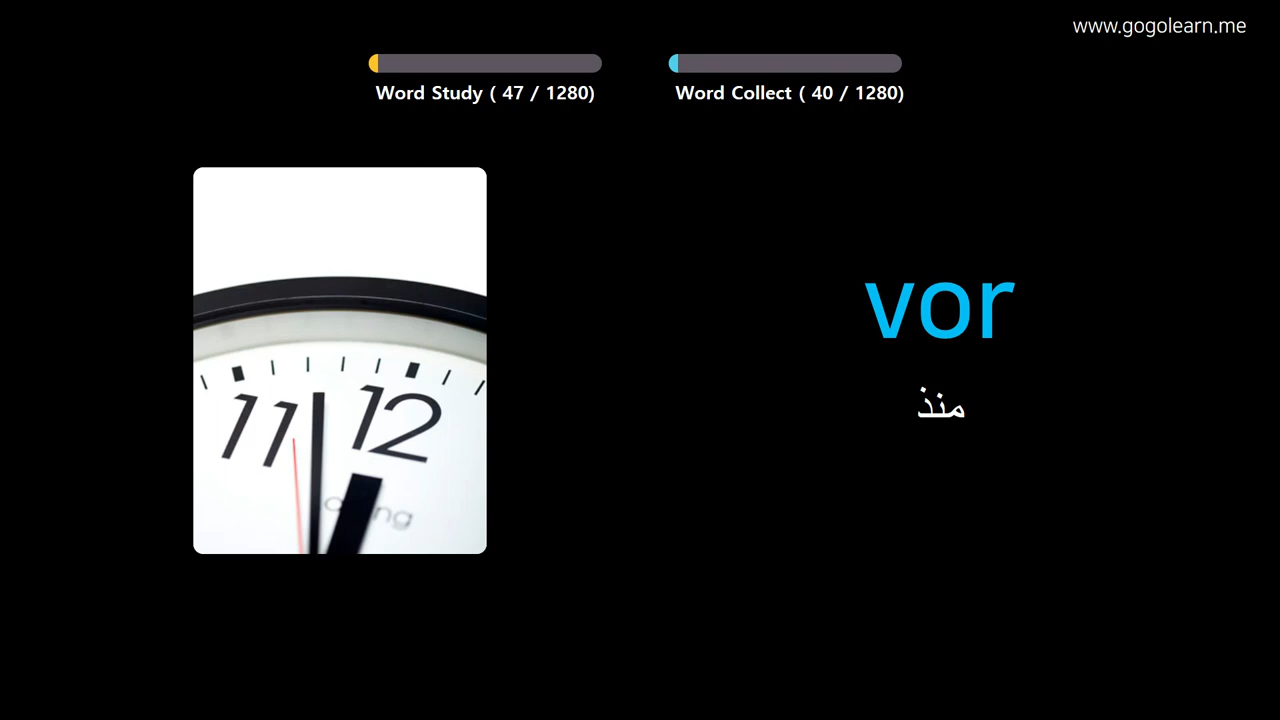 www.gogolearn.me
Word Study ( 47 / 1280)
Word Collect ( 40 / 1280)
11
12
vor
منذ